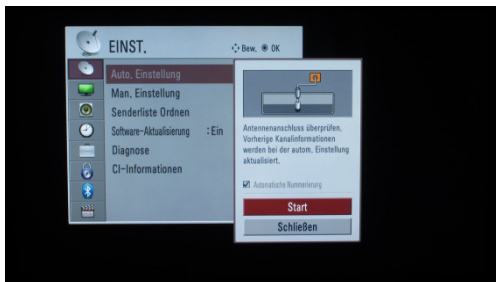 EINST.
Bew. OK
Auto. Einstellung
Man. Einstellung
Senderliste Ordnen
Software-Aktualisierung : Ein
Diagnose
CI-Informationen
Antennenanschluss überprüfen.
Vorherige Kanalinformationen
werden bei der autom. Einstellung
aktualisiert.
Automatische Nummerierung
Start
Schließen